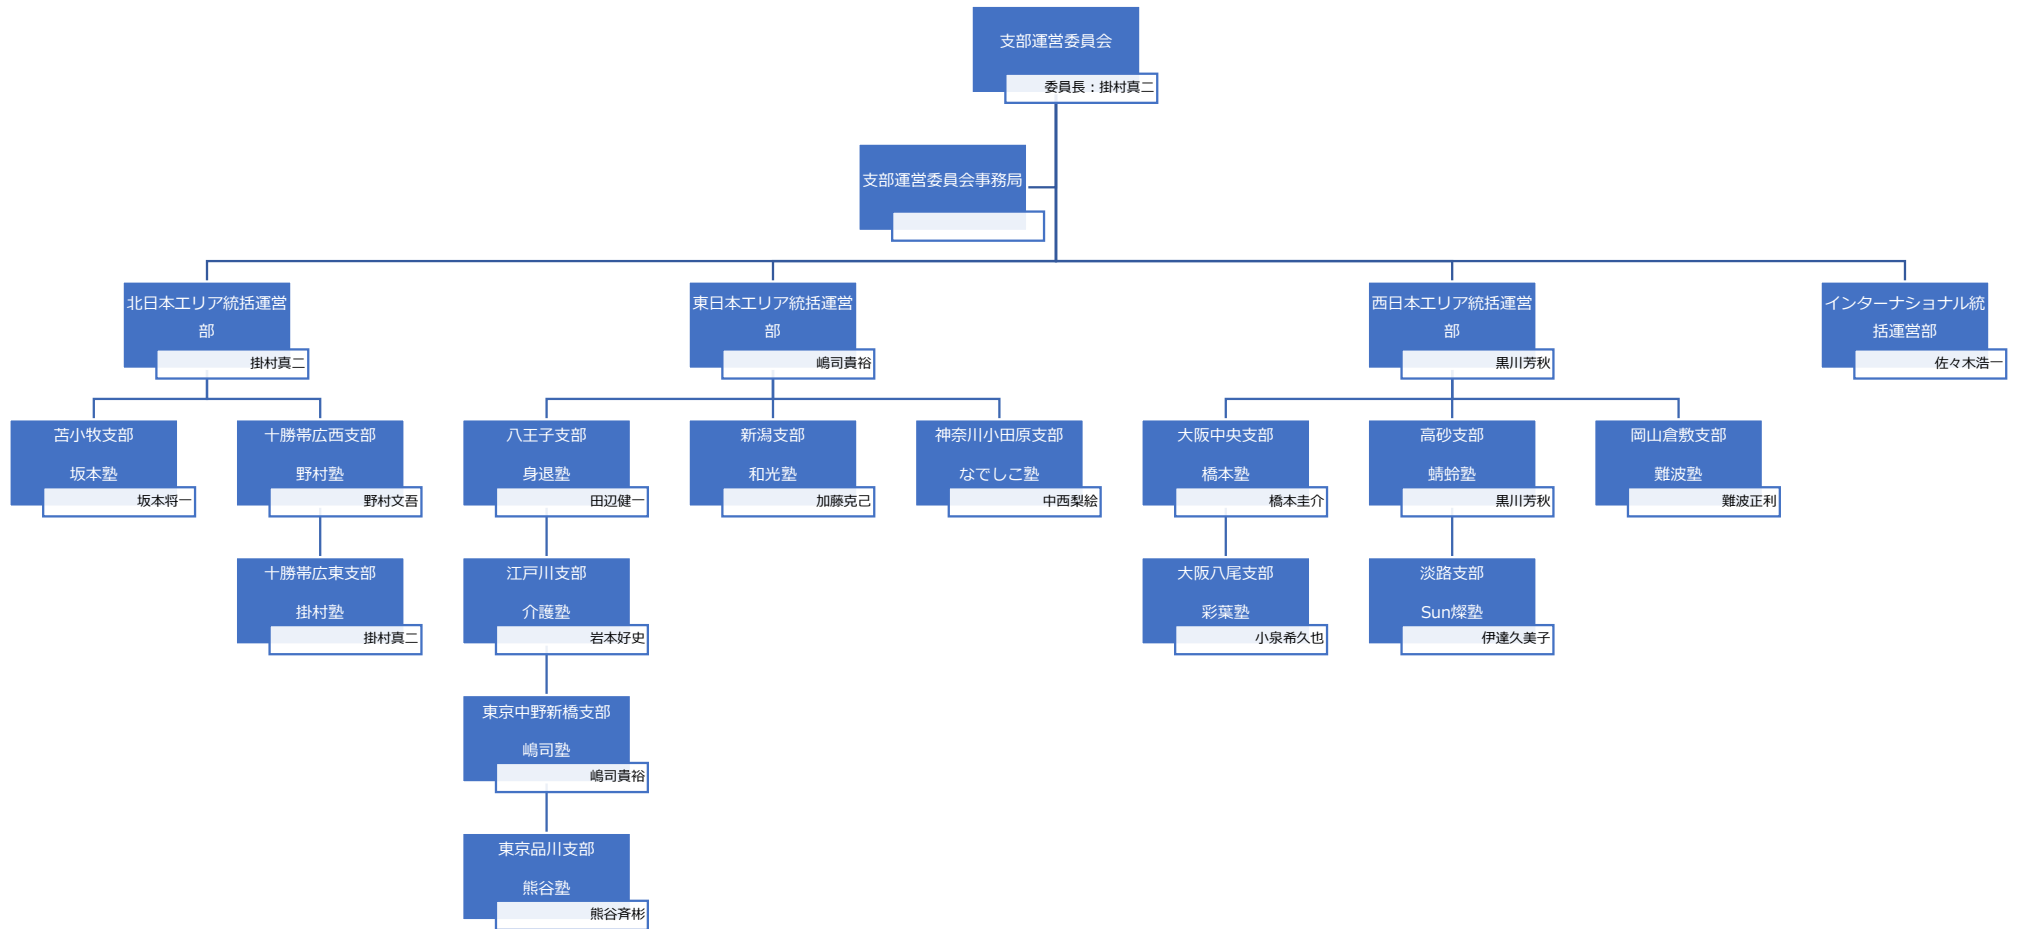 支部運営委員会
委員長：掛村真二
支部運営委員会事務局
北日本エリア統括運営
部
掛村真二
東日本エリア統括運営
部
嶋司貴裕
西日本エリア統括運営
部
黒川芳秋
インターナショナル統
括運営部
佐々木浩一
苫小牧支部
坂本塾
坂本将一
十勝帯広西支部
野村塾
野村文吾
八王子支部
身退塾
田辺健一
新潟支部
和光塾
加藤克己
神奈川小田原支部
なでしこ塾
中西梨絵
大阪中央支部
橋本塾
橋本圭介
高砂支部
蜻蛉塾
黒川芳秋
岡山倉敷支部
難波塾
難波正利
十勝帯広東支部
掛村塾
掛村真二
江戸川支部
介護塾
岩本好史
大阪八尾支部
彩葉塾
小泉希久也
淡路支部
Sun燦塾
伊達久美子
東京中野新橋支部
嶋司塾
嶋司貴裕
東京品川支部
熊谷塾
熊谷斉彬